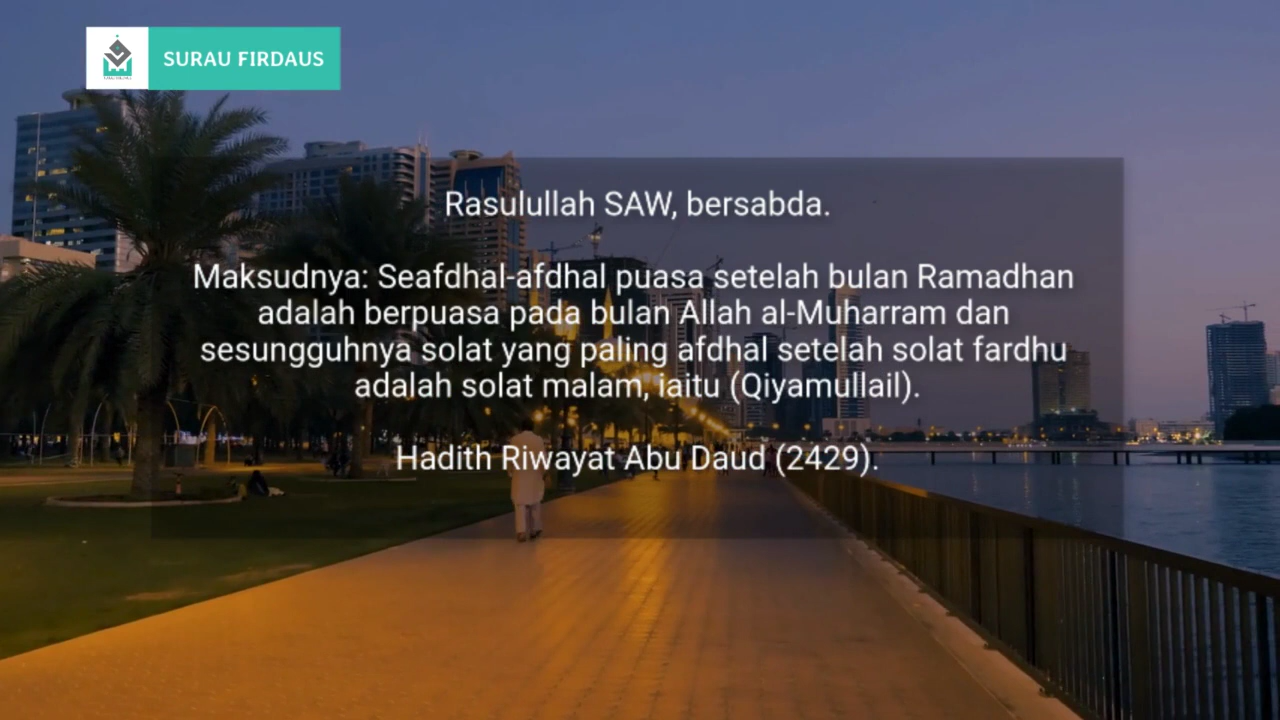 SURAU FIRDAUS
Rasulullah SAW, bersabda.
Maksudnya: Seafdhal-afdhal puasa setelah bulan Ramadhan
adalah berpuasa pada bulan Allah al-Muharram dan
sesungguhnya solat yang paling afdhal setelah solat fardhu
adalah solat malam, iaitu (Qiyamullail).
Hadith Riwayat Abu Daud (2429).